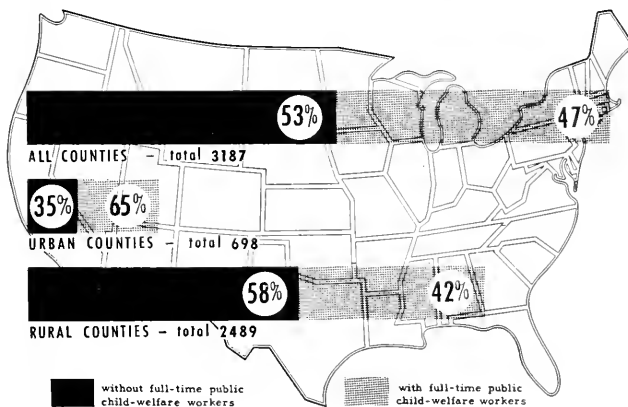 53% 47%
ALL COUNTIES — total 3187
35% 65%
URBAN COUNTIES — total 698
58% 42%
RURAL COUNTIES — total 2489
without full-time public
child-welfare workers
with full-time public
child-welfare workers